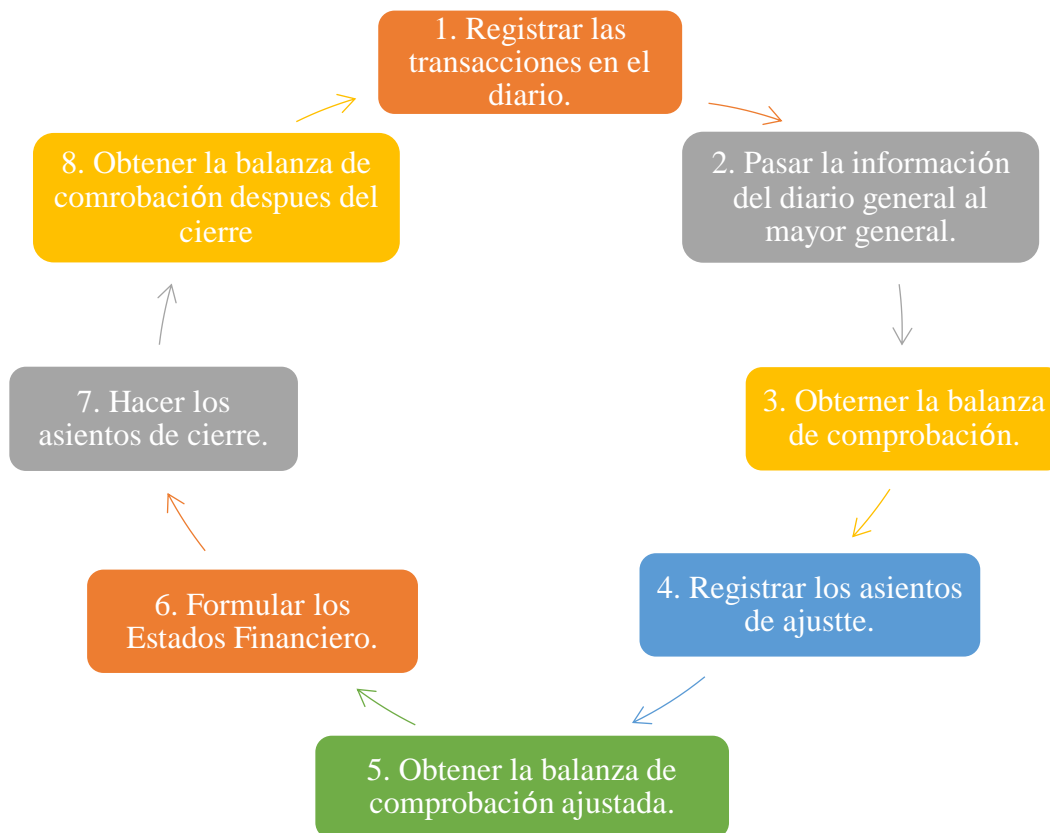 1. Registrar las
transacciones en el
diario.
2. Pasar la información
del diario general al
mayor general.
3. Obterner la balanza
de comprobación.
4. Registrar los asientos
de ajustte.
5. Obtener la balanza de
comprobación ajustada.
6. Formular los
Estados Financiero.
7. Hacer los
asientos de cierre.
8. Obtener la balanza de
comrobación despues del
cierre